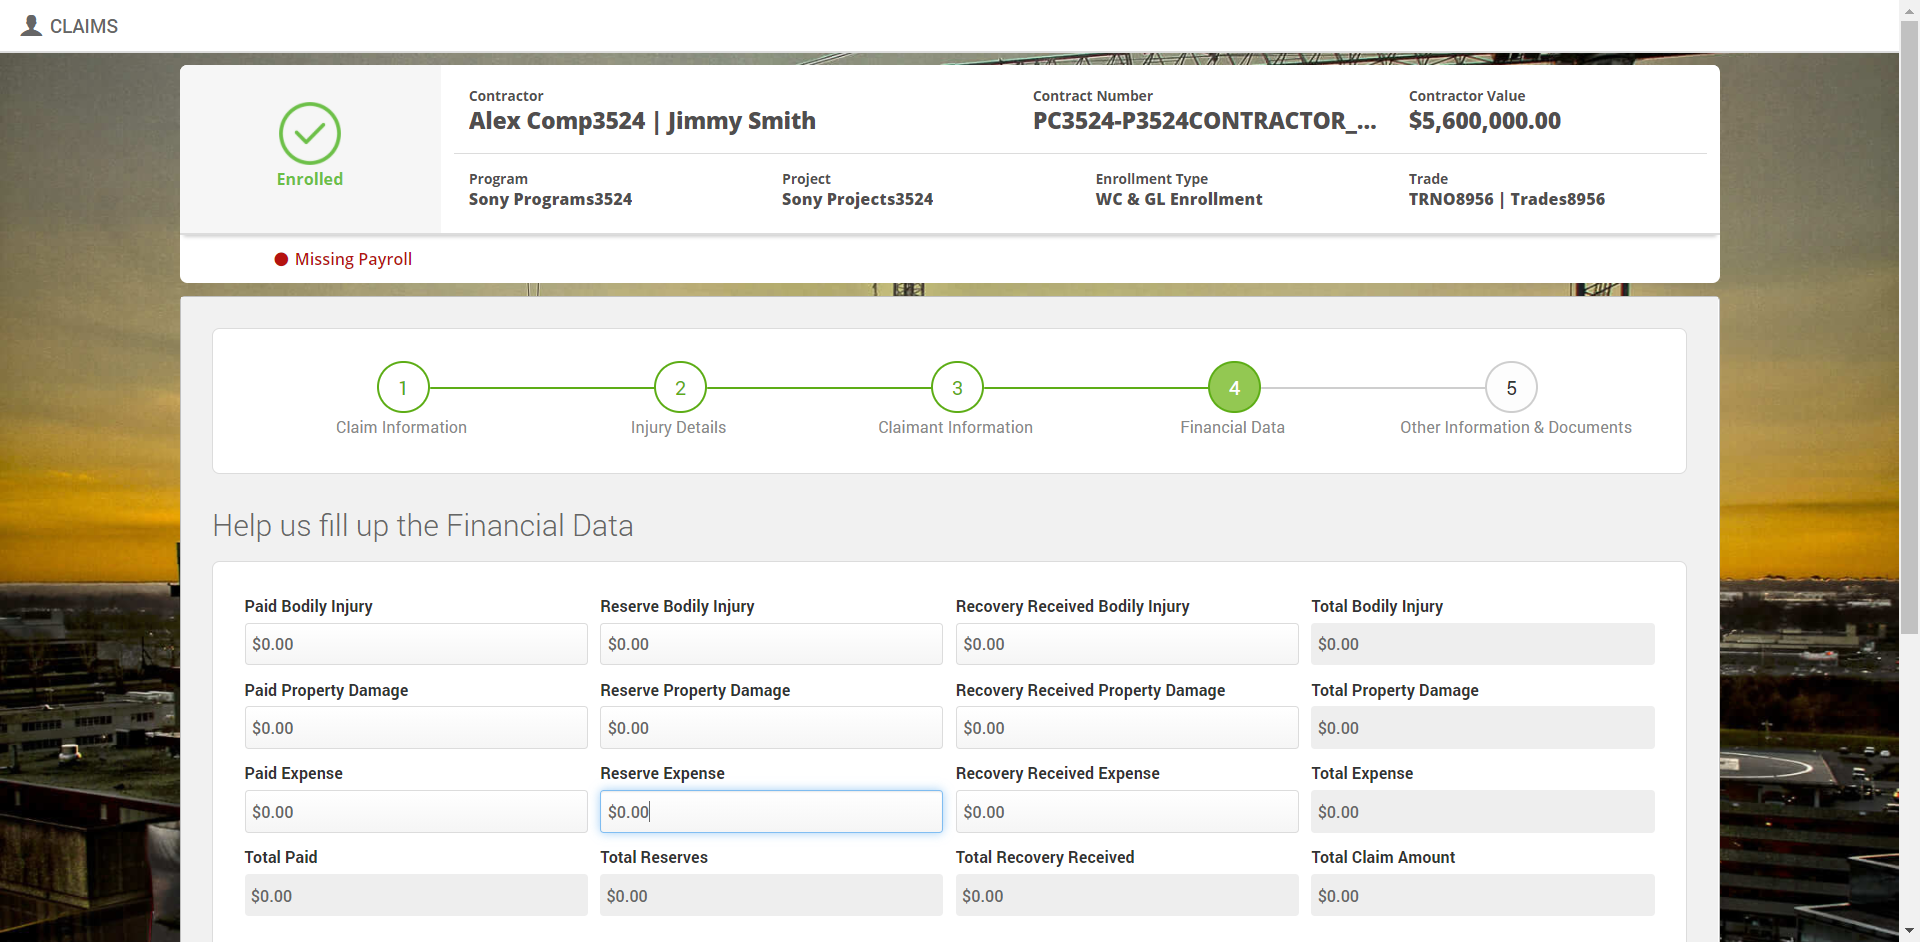 CLAIMS
Contractor
Alex Comp3524 | Jimmy Smith
Contract Number
PC3524-P3524CONTRACTOR_...
Contractor Value
$5,600,000.00
Enrolled
Program
Sony Programs3524
Project
Sony Projects3524
Enrollment Type
WC & GL Enrollment
Trade
TRNO8956 | Trades8956
Missing Payroll
1
2
3
4
5
Claim Information
Injury Details
Claimant Information
Financial Data
Other Information & Documents
Help us fill up the Financial Data
Paid Bodily Injury
Reserve Bodily Injury
Recovery Received Bodily Injury
Total Bodily Injury
$0.00
$0.00
$0.00
$0.00
Paid Property Damage
Reserve Property Damage
Recovery Received Property Damage
Total Property Damage
$0.00
$0.00
$0.00
$0.00
Paid Expense
Reserve Expense
Recovery Received Expense
Total Expense
$0.00
$0.00
$0.00
$0.00
Total Paid
Total Reserves
Total Recovery Received
Total Claim Amount
$0.00
$0.00
$0.00
$0.00